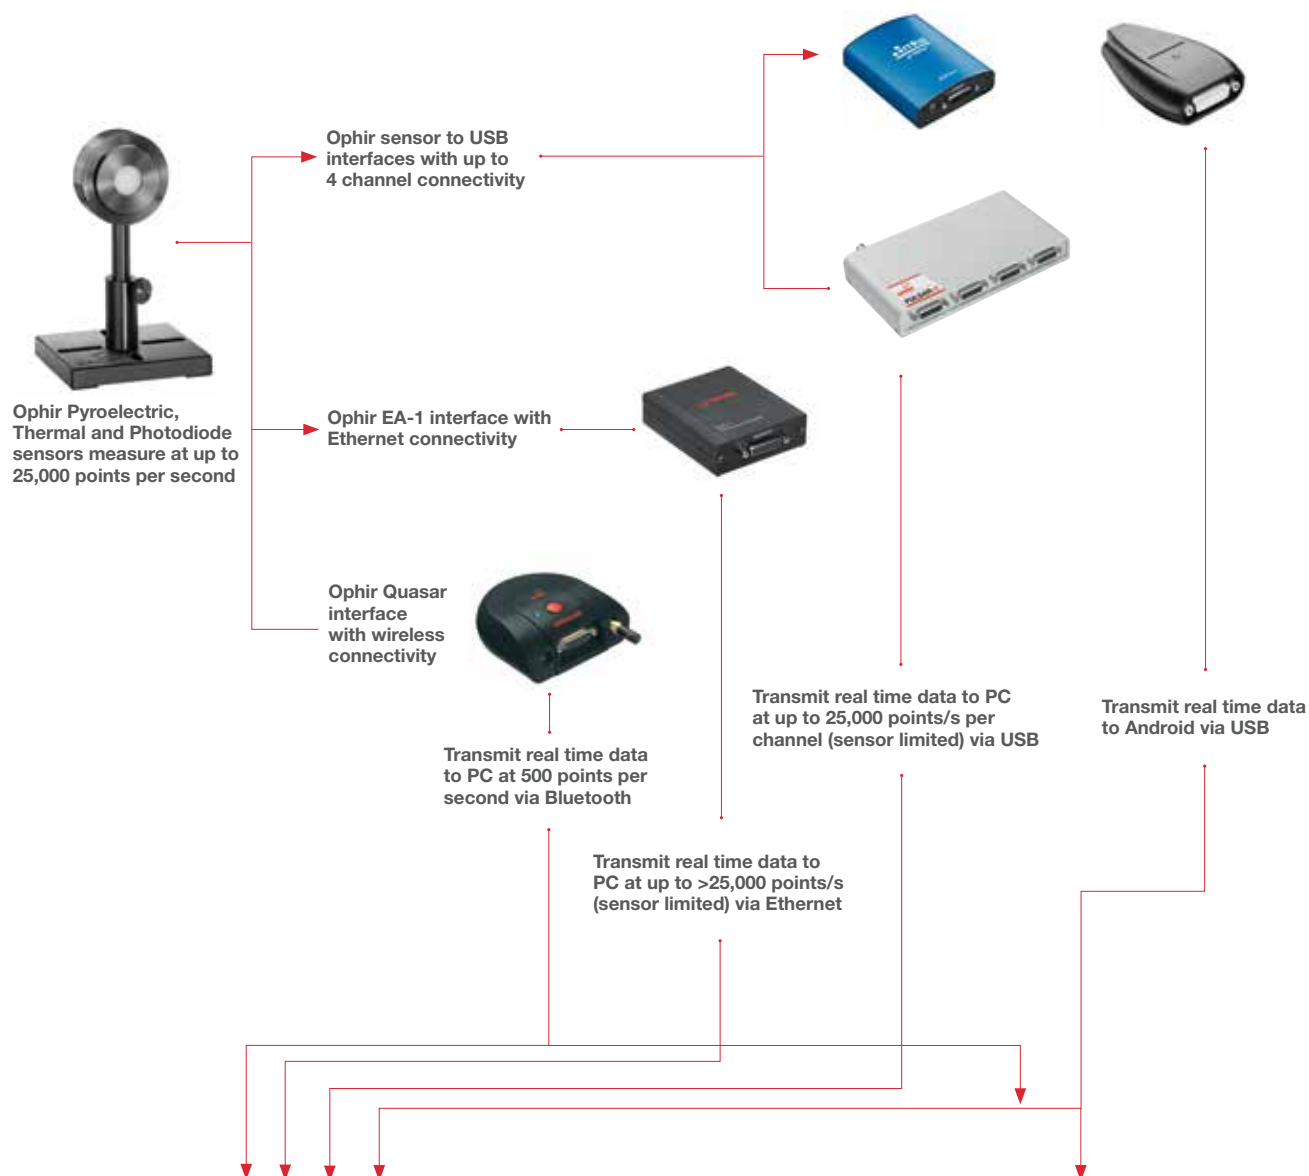 Ophir sensor to USB
interfaces with up to
4 channel connectivity
Ophir Pyroelectric,
Thermal and Photodiode
sensors measure at up to
25,000 points per second
Ophir EA-1 interface with
Ethernet connectivity
Ophir Quasar
interface
with wireless
connectivity
Transmit real time data
to PC at 500 points per
second via Bluetooth
Transmit real time data to
PC at up to >25,000 points/s
(sensor limited) via Ethernet
Transmit real time data to PC
at up to 25,000 points/s per
channel (sensor limited) via USB
Transmit real time data
to Android via USB